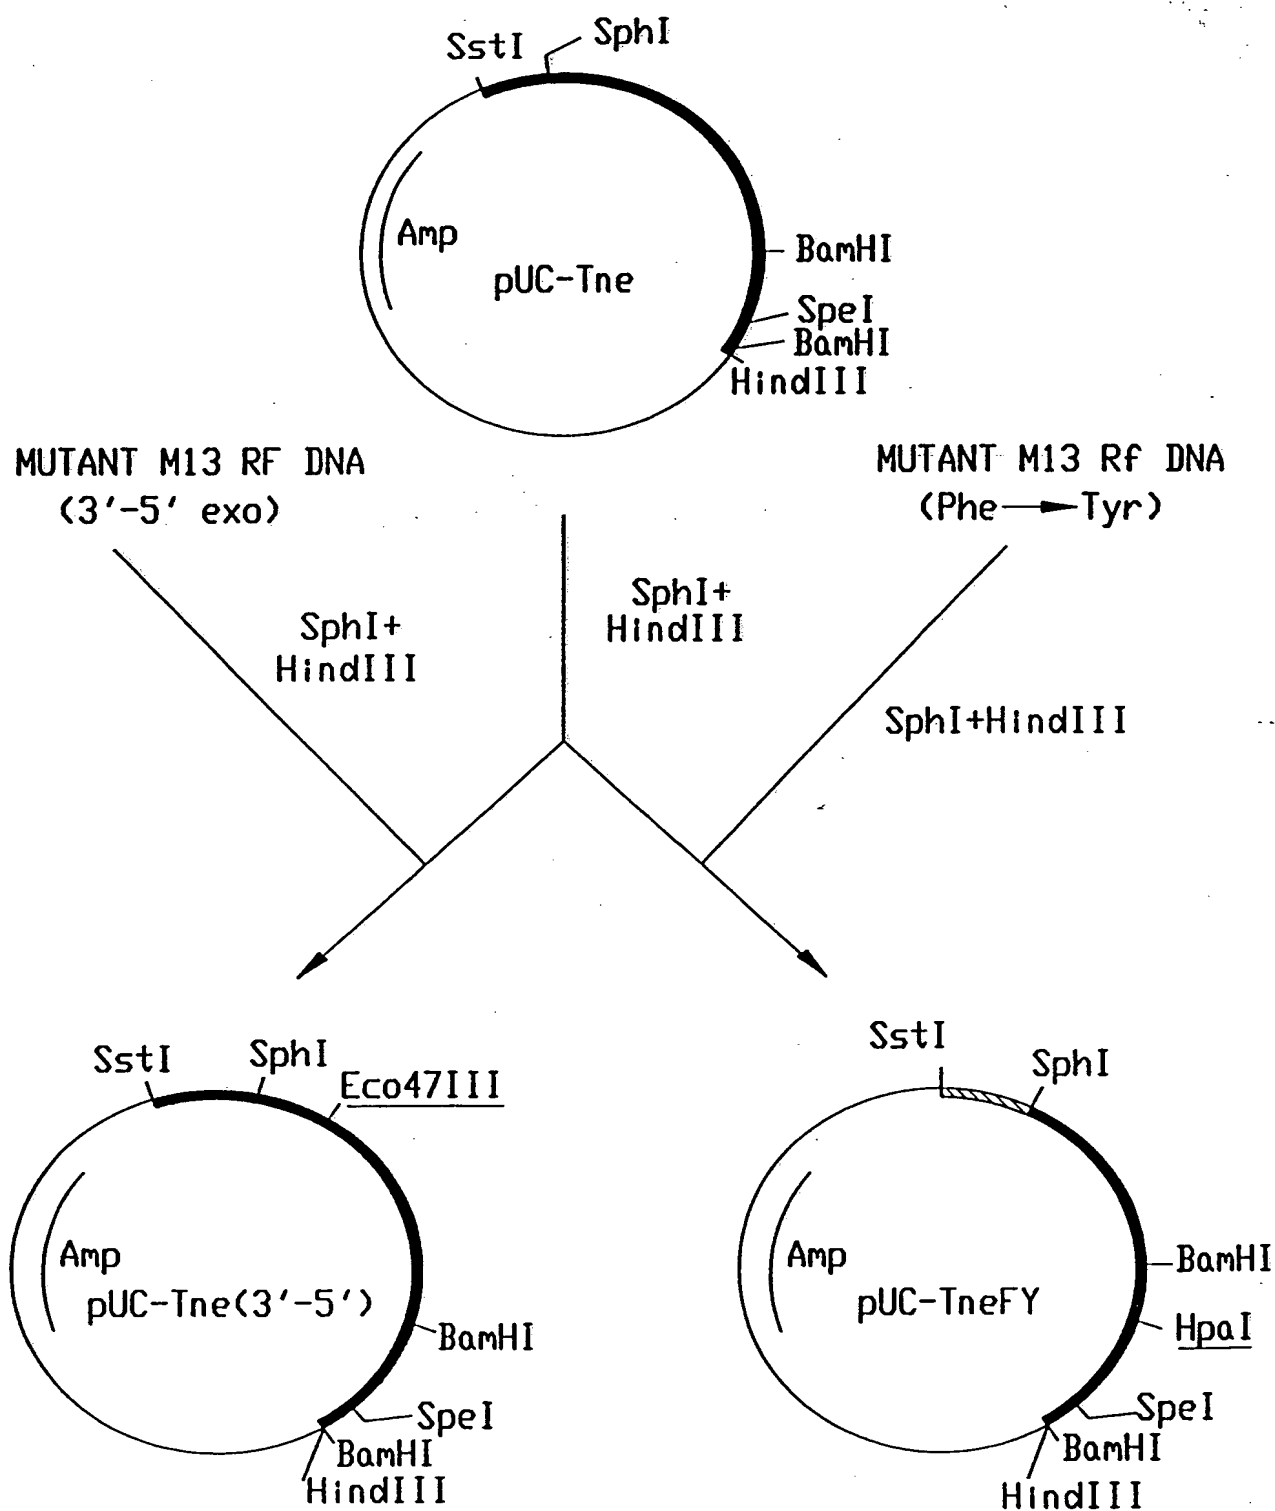 SstI
SphI
Amp
pUC-Tne
BamHI
SpeI
BamHI
HindIII
MUTANT M13 RF DNA
(3'-5' exo)
MUTANT M13 Rf DNA
(Phe→Tyr)
SphI+
HindIII
SphI+
HindIII
SphI+HindIII
SstI
SphI
Eco47III
Amp
pUC-Tne(3'-5')
BamHI
SpeI
BamHI
HindIII
SstI
SphI
Amp
pUC-TneFY
BamHI
HpaI
SpeI
BamHI
HindIII